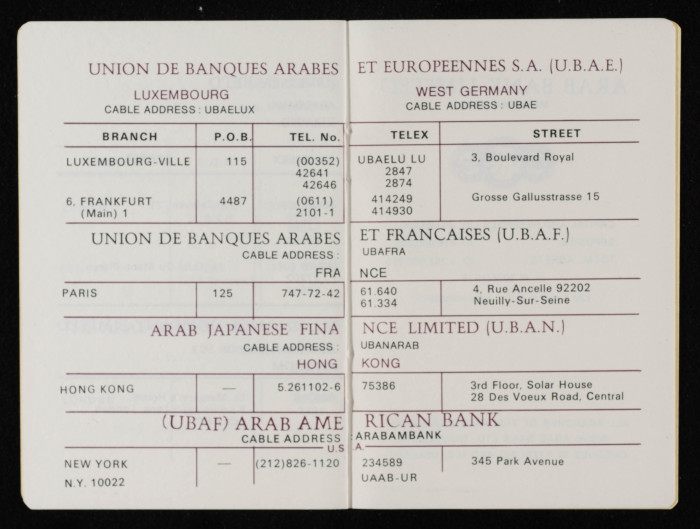 UNION DE BANQUES ARABES ET EUROPEENNES S.A. (U.B.A.E.)
LUXEMBOURG WEST GERMANY
CABLE ADDRESS : UBAELUX CABLE ADDRESS : UBAE
BRANCH P.O.B. TEL. No. TELEX STREET
LUXEMBOURG-VILLE 115 (00352) UBAELU LU 3, Boulevard Royal
42641 2847
42646 2874
6, FRANKFURT 4487 (0611) 414249 Grosse Gallusstrasse 15
(Main) 1 2101-1 414930
UNION DE BANQUES ARABES ET FRANCAISES (U.B.A.F.)
CABLE ADDRESS : UBAFRA
FRANCE
PARIS 125 747-72-42 61.640 4, Rue Ancelle 92202
61.334 Neuilly-Sur-Seine
ARAB JAPANESE FINANCE LIMITED (U.B.A.N.)
CABLE ADDRESS : UBANARAB
HONG KONG
HONG KONG — 5.261102-6 75386 3rd Floor, Solar House
28 Des Voeux Road, Central
(UBAF) ARAB AMERICAN BANK
CABLE ADDRESS : ARABAMBANK
U.S.A.
NEW YORK — (212)826-1120 234589 345 Park Avenue
N.Y. 10022 UAAB-UR